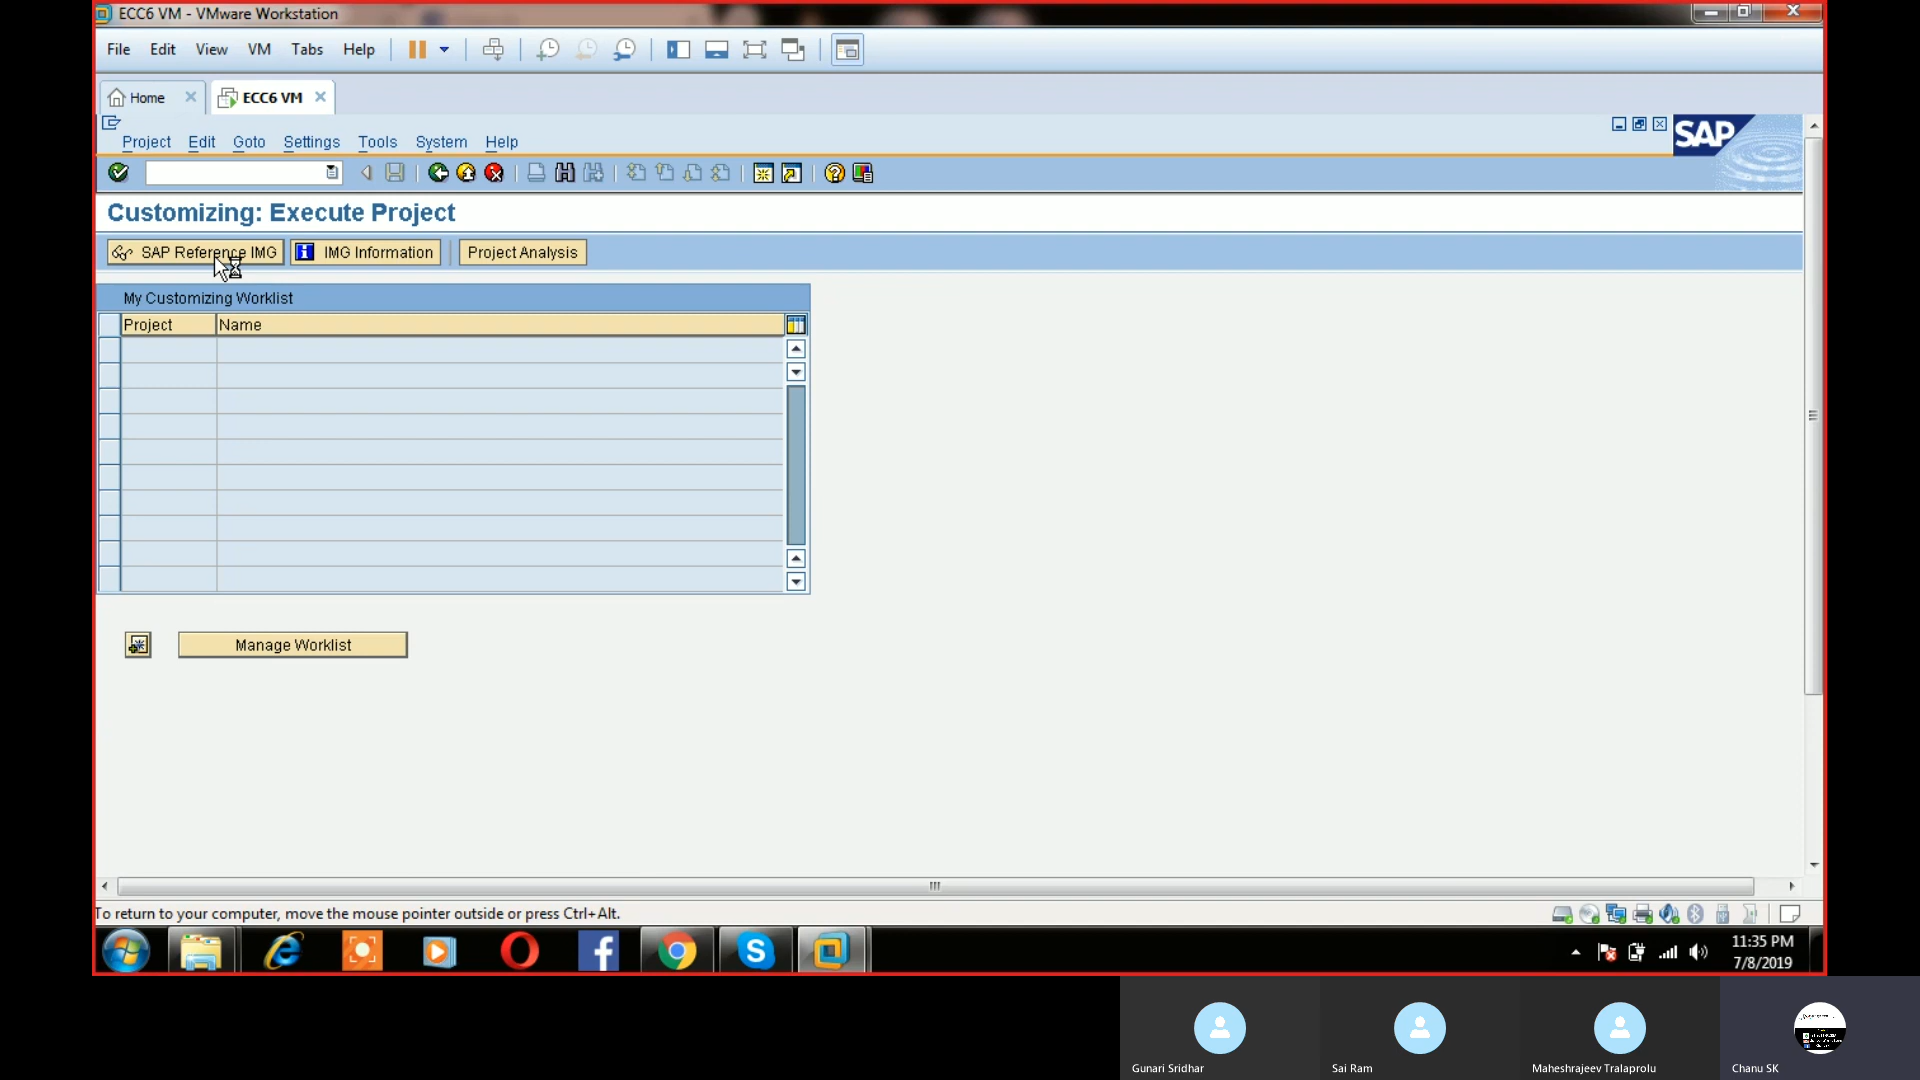 ECC6 VM - VMware Workstation
File Edit View VM Tabs Help
Home ECC6 VM
Project Edit Goto Settings Tools System Help
SAP
Customizing: Execute Project
SAP Reference IMG IMG Information Project Analysis
My Customizing Worklist
Project Name
Manage Worklist
To return to your computer, move the mouse pointer outside or press Ctrl+Alt.
11:35 PM
7/8/2019
Gunari Sridhar Sai Ram Maheshrajeev Tralaprolu Chanu SK